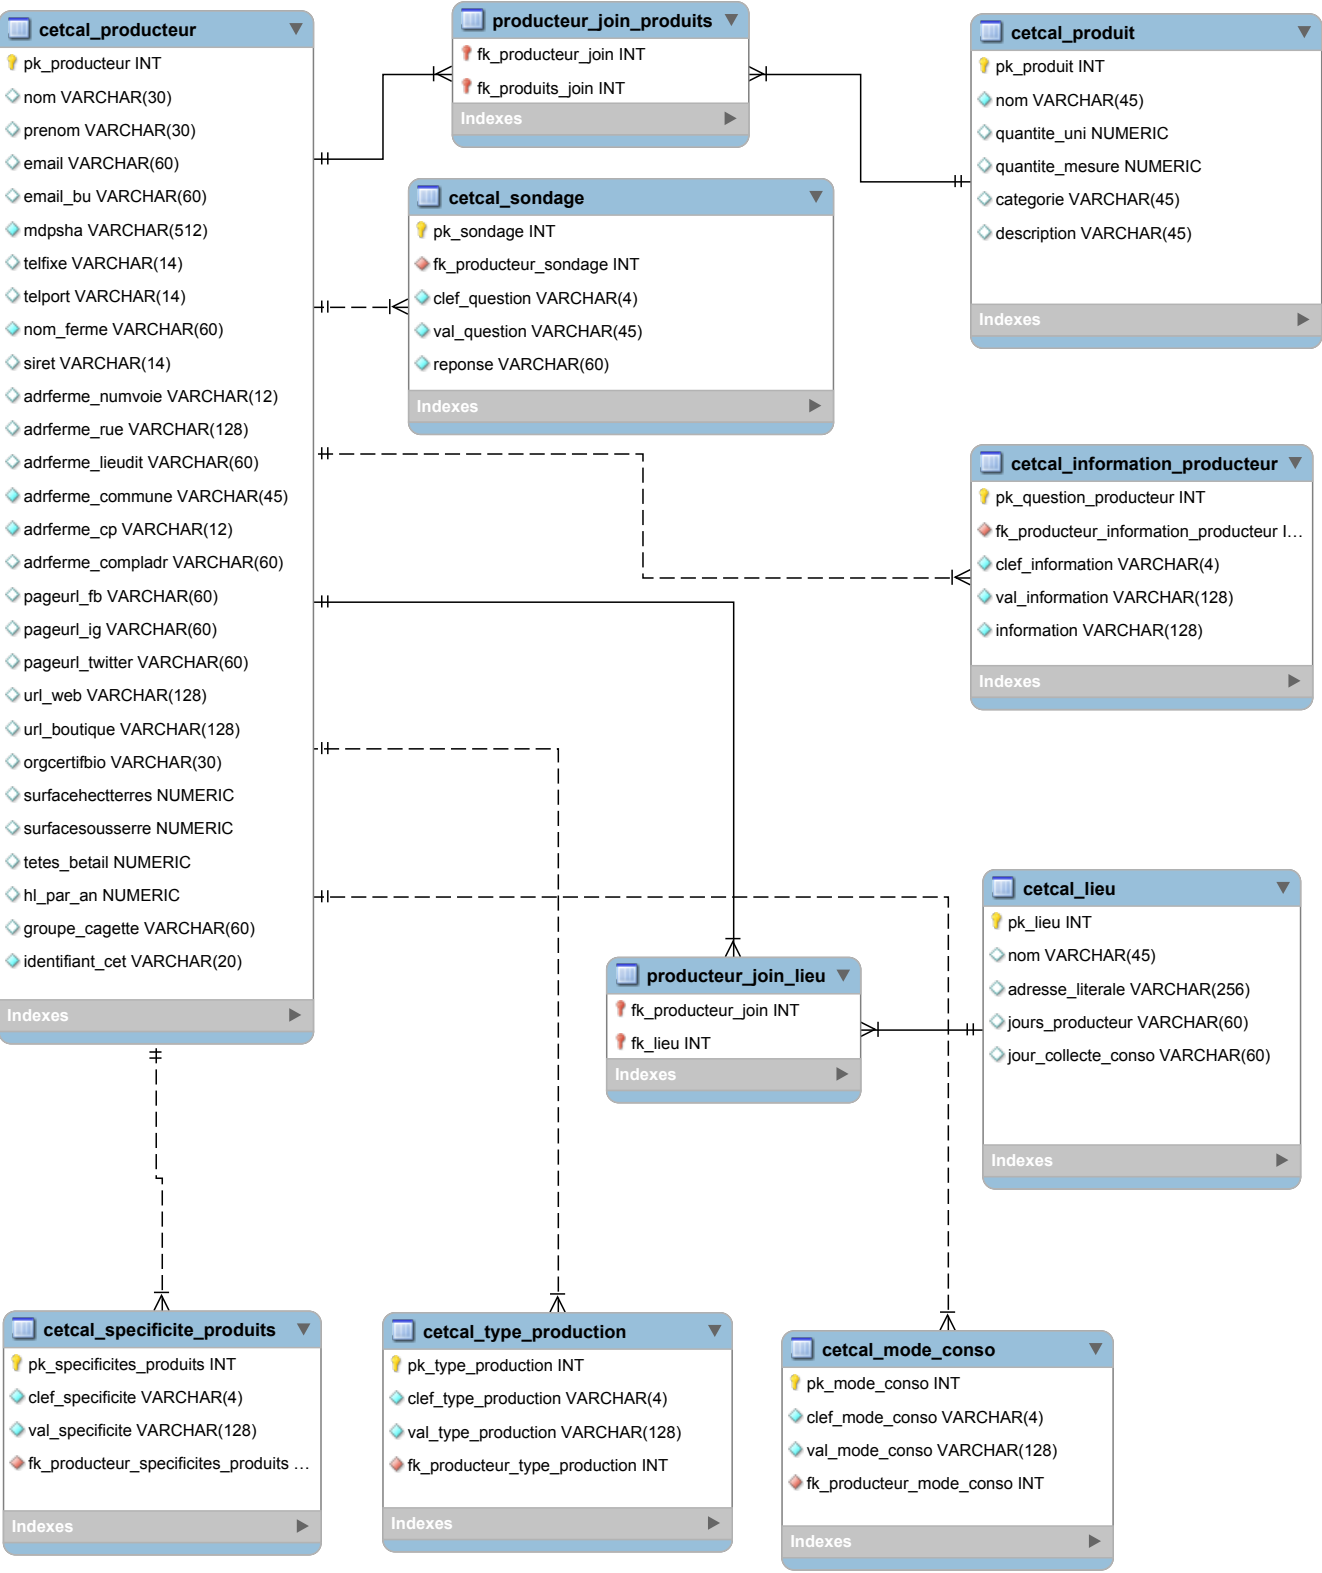 cetcal_producteur
pk_producteur INT
nom VARCHAR(30)
prenom VARCHAR(30)
email VARCHAR(60)
email_bu VARCHAR(60)
mdpsha VARCHAR(512)
telfixe VARCHAR(14)
telport VARCHAR(14)
nom_ferme VARCHAR(60)
siret VARCHAR(14)
adrferme_numvoie VARCHAR(12)
adrferme_rue VARCHAR(128)
adrferme_lieudit VARCHAR(60)
adrferme_commune VARCHAR(45)
adrferme_cp VARCHAR(12)
adrferme_compladr VARCHAR(60)
pageurl_fb VARCHAR(60)
pageurl_ig VARCHAR(60)
pageurl_twitter VARCHAR(60)
url_web VARCHAR(128)
url_boutique VARCHAR(128)
orgcertifbio VARCHAR(30)
surfacehectterres NUMERIC
surfacesousserre NUMERIC
tetes_betail NUMERIC
hl_par_an NUMERIC
groupe_cagette VARCHAR(60)
identifiant_cet VARCHAR(20)
Indexes
producteur_join_produits
fk_producteur_join INT
fk_produits_join INT
Indexes
cetcal_produit
pk_produit INT
nom VARCHAR(45)
quantite_uni NUMERIC
quantite_mesure NUMERIC
categorie VARCHAR(45)
description VARCHAR(45)
Indexes
cetcal_sondage
pk_sondage INT
fk_producteur_sondage INT
clef_question VARCHAR(4)
val_question VARCHAR(45)
reponse VARCHAR(60)
Indexes
cetcal_information_producteur
pk_question_producteur INT
fk_producteur_information_producteur I...
clef_information VARCHAR(4)
val_information VARCHAR(128)
information VARCHAR(128)
Indexes
cetcal_lieu
pk_lieu INT
nom VARCHAR(45)
adresse_literale VARCHAR(256)
jours_producteur VARCHAR(60)
jour_collecte_conso VARCHAR(60)
Indexes
producteur_join_lieu
fk_producteur_join INT
fk_lieu INT
Indexes
cetcal_specificite_produits
pk_specificites_produits INT
clef_specificite VARCHAR(4)
val_specificite VARCHAR(128)
fk_producteur_specificites_produits ...
Indexes
cetcal_type_production
pk_type_production INT
clef_type_production VARCHAR(4)
val_type_production VARCHAR(128)
fk_producteur_type_production INT
Indexes
cetcal_mode_conso
pk_mode_conso INT
clef_mode_conso VARCHAR(4)
val_mode_conso VARCHAR(128)
fk_producteur_mode_conso INT
Indexes